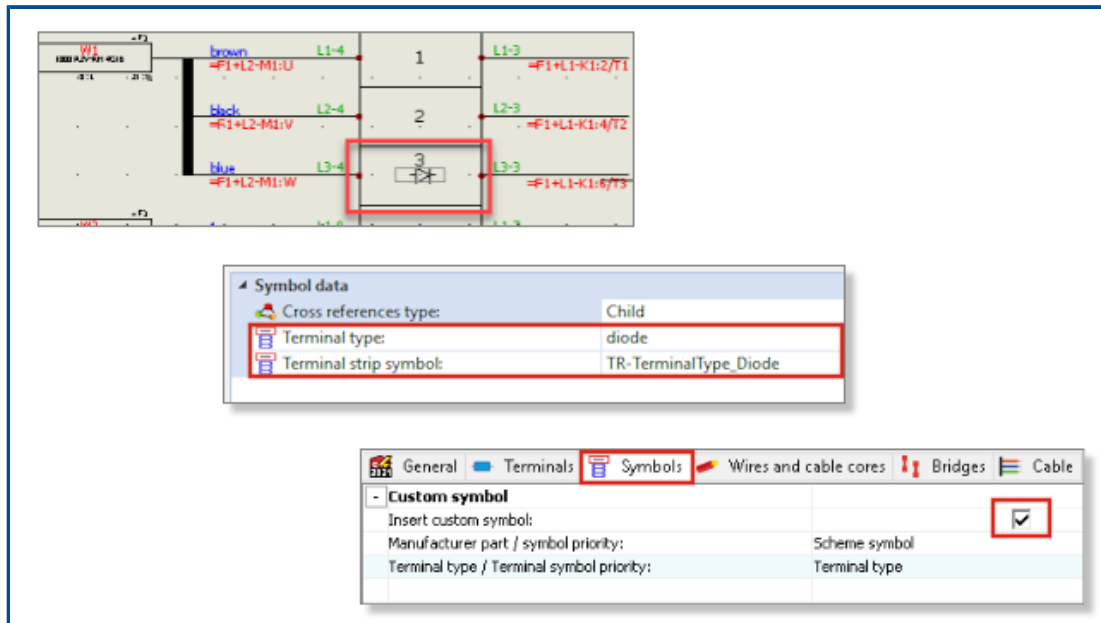 W1
brown L1-4 1 L1-3
=F1+L2-M1:U =F1+L1-K1:2/T1
black L2-4 2 L2-3
=F1+L2-M1:V =F1+L1-K1:4/T2
3
blue L3-4 L3-3
=F1+L2-M1:W =F1+L1-K1:6/T3
Symbol data
Cross references type: Child
Terminal type: diode
Terminal strip symbol: TR-TerminalType_Diode
General Terminals Symbols Wires and cable cores Bridges Cable
- Custom symbol
Insert custom symbol:
Manufacturer part / symbol priority: Scheme symbol
Terminal type / Terminal symbol priority: Terminal type